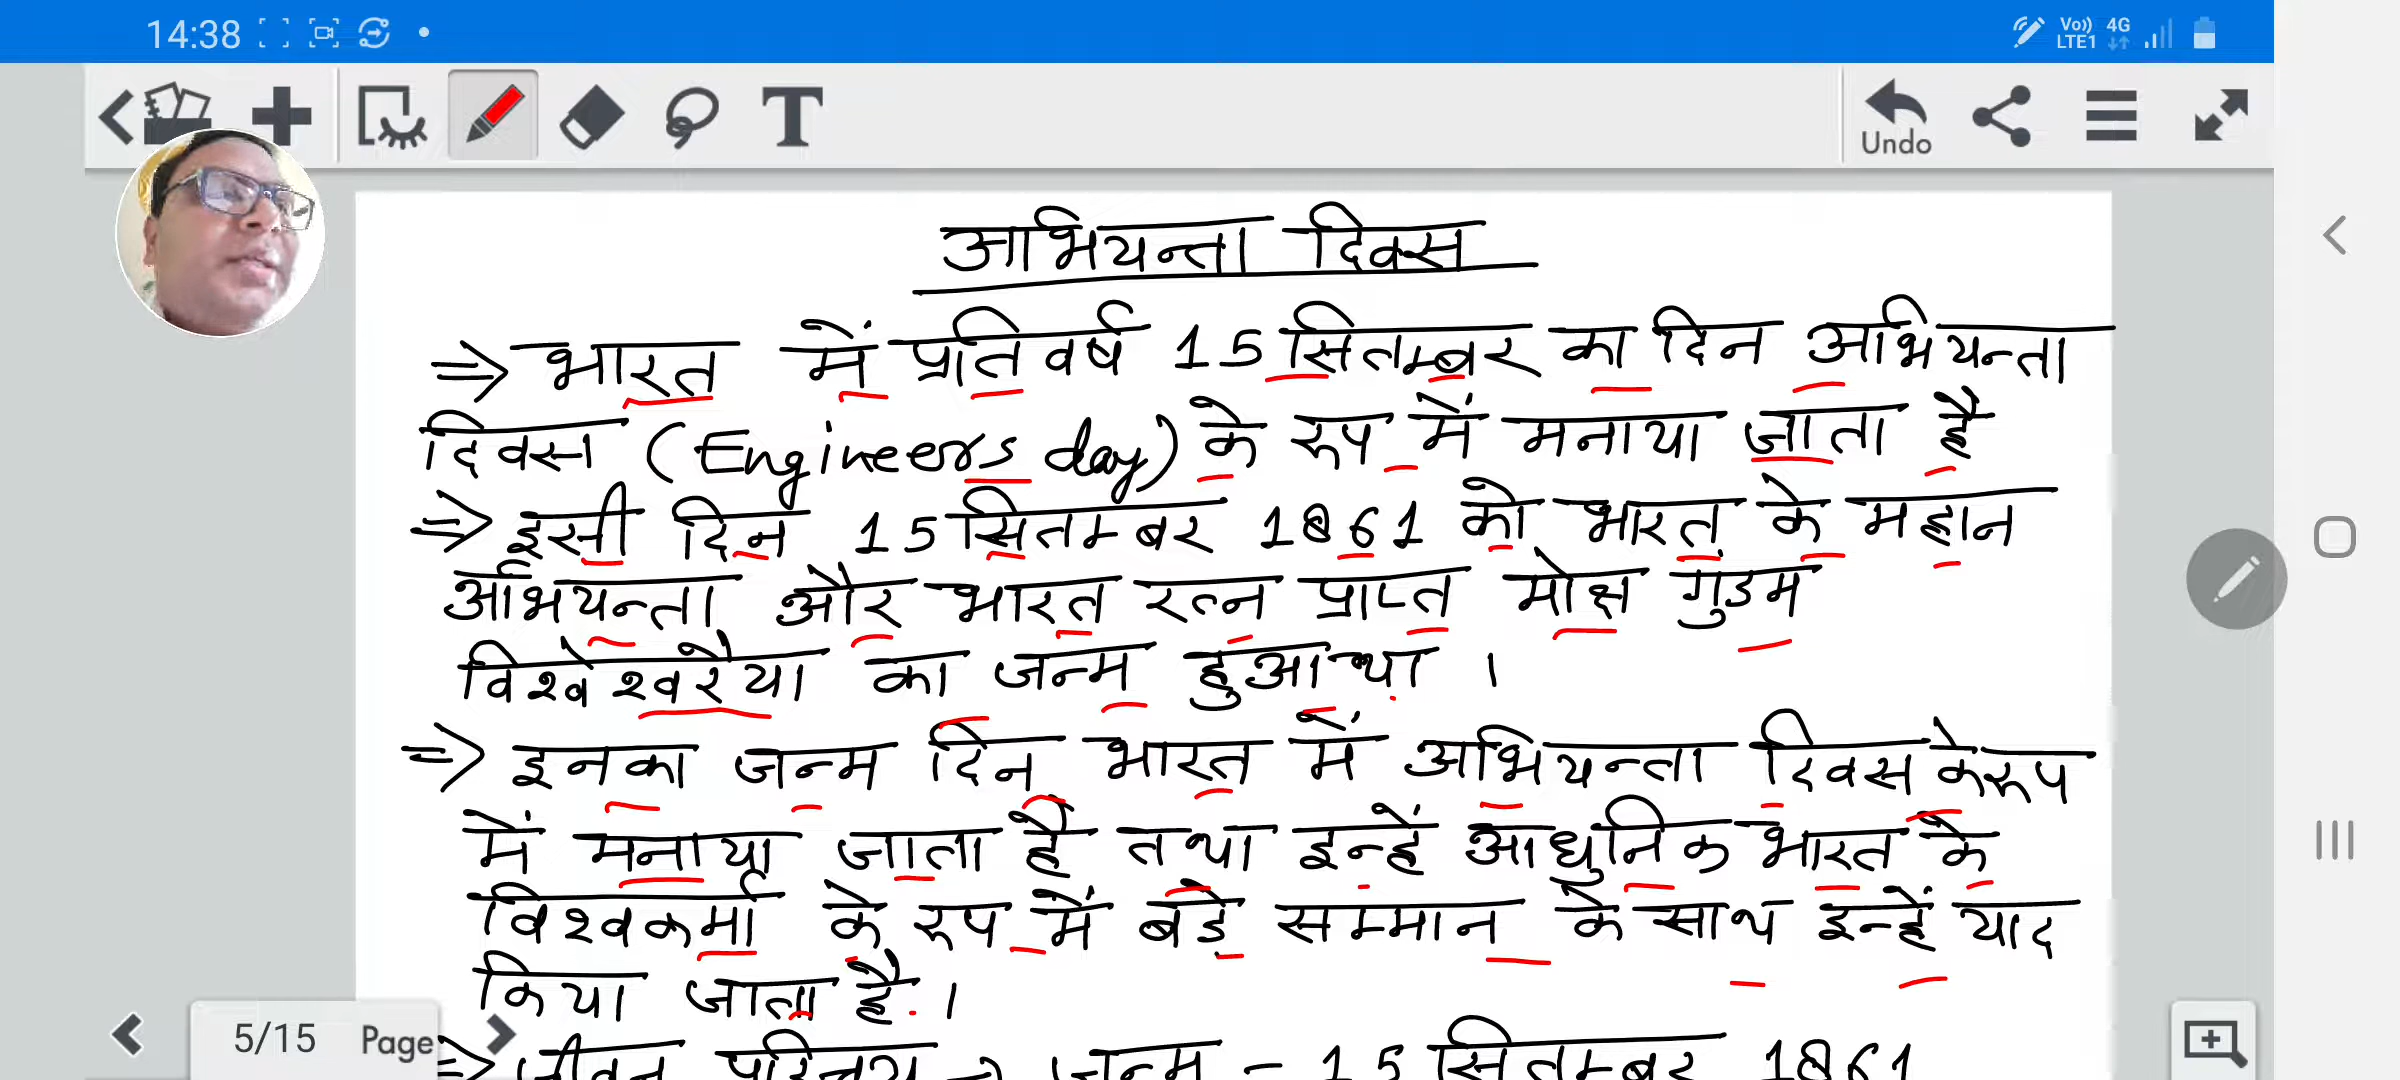 14:38
Vo)) 4G
LTE1
Undo
T
अभियन्ता दिवस
⇒ भारत में प्रतिवर्ष 15 सितम्बर का दिन अभियन्ता
दिवस (Engineers day) के रूप में मनाया जाता है
⇒ इसी दिन 15 सितम्बर 1861 को भारत के महान
अभियन्ता और भारत रत्न प्राप्त मोक्ष गुंडम
विश्वेश्वरैया का जन्म हुआ था ।
⇒ इनका जन्म दिन भारत में अभियन्ता दिवस के रूप
में मनाया जाता है तथा इन्हें आधुनिक भारत के
विश्वकर्मा के रूप में बड़े सम्मान के साथ इन्हें याद
किया जाता है ।
⇒ जीवन परिचय → जन्म - 15 सितम्बर 1861
5/15 Page